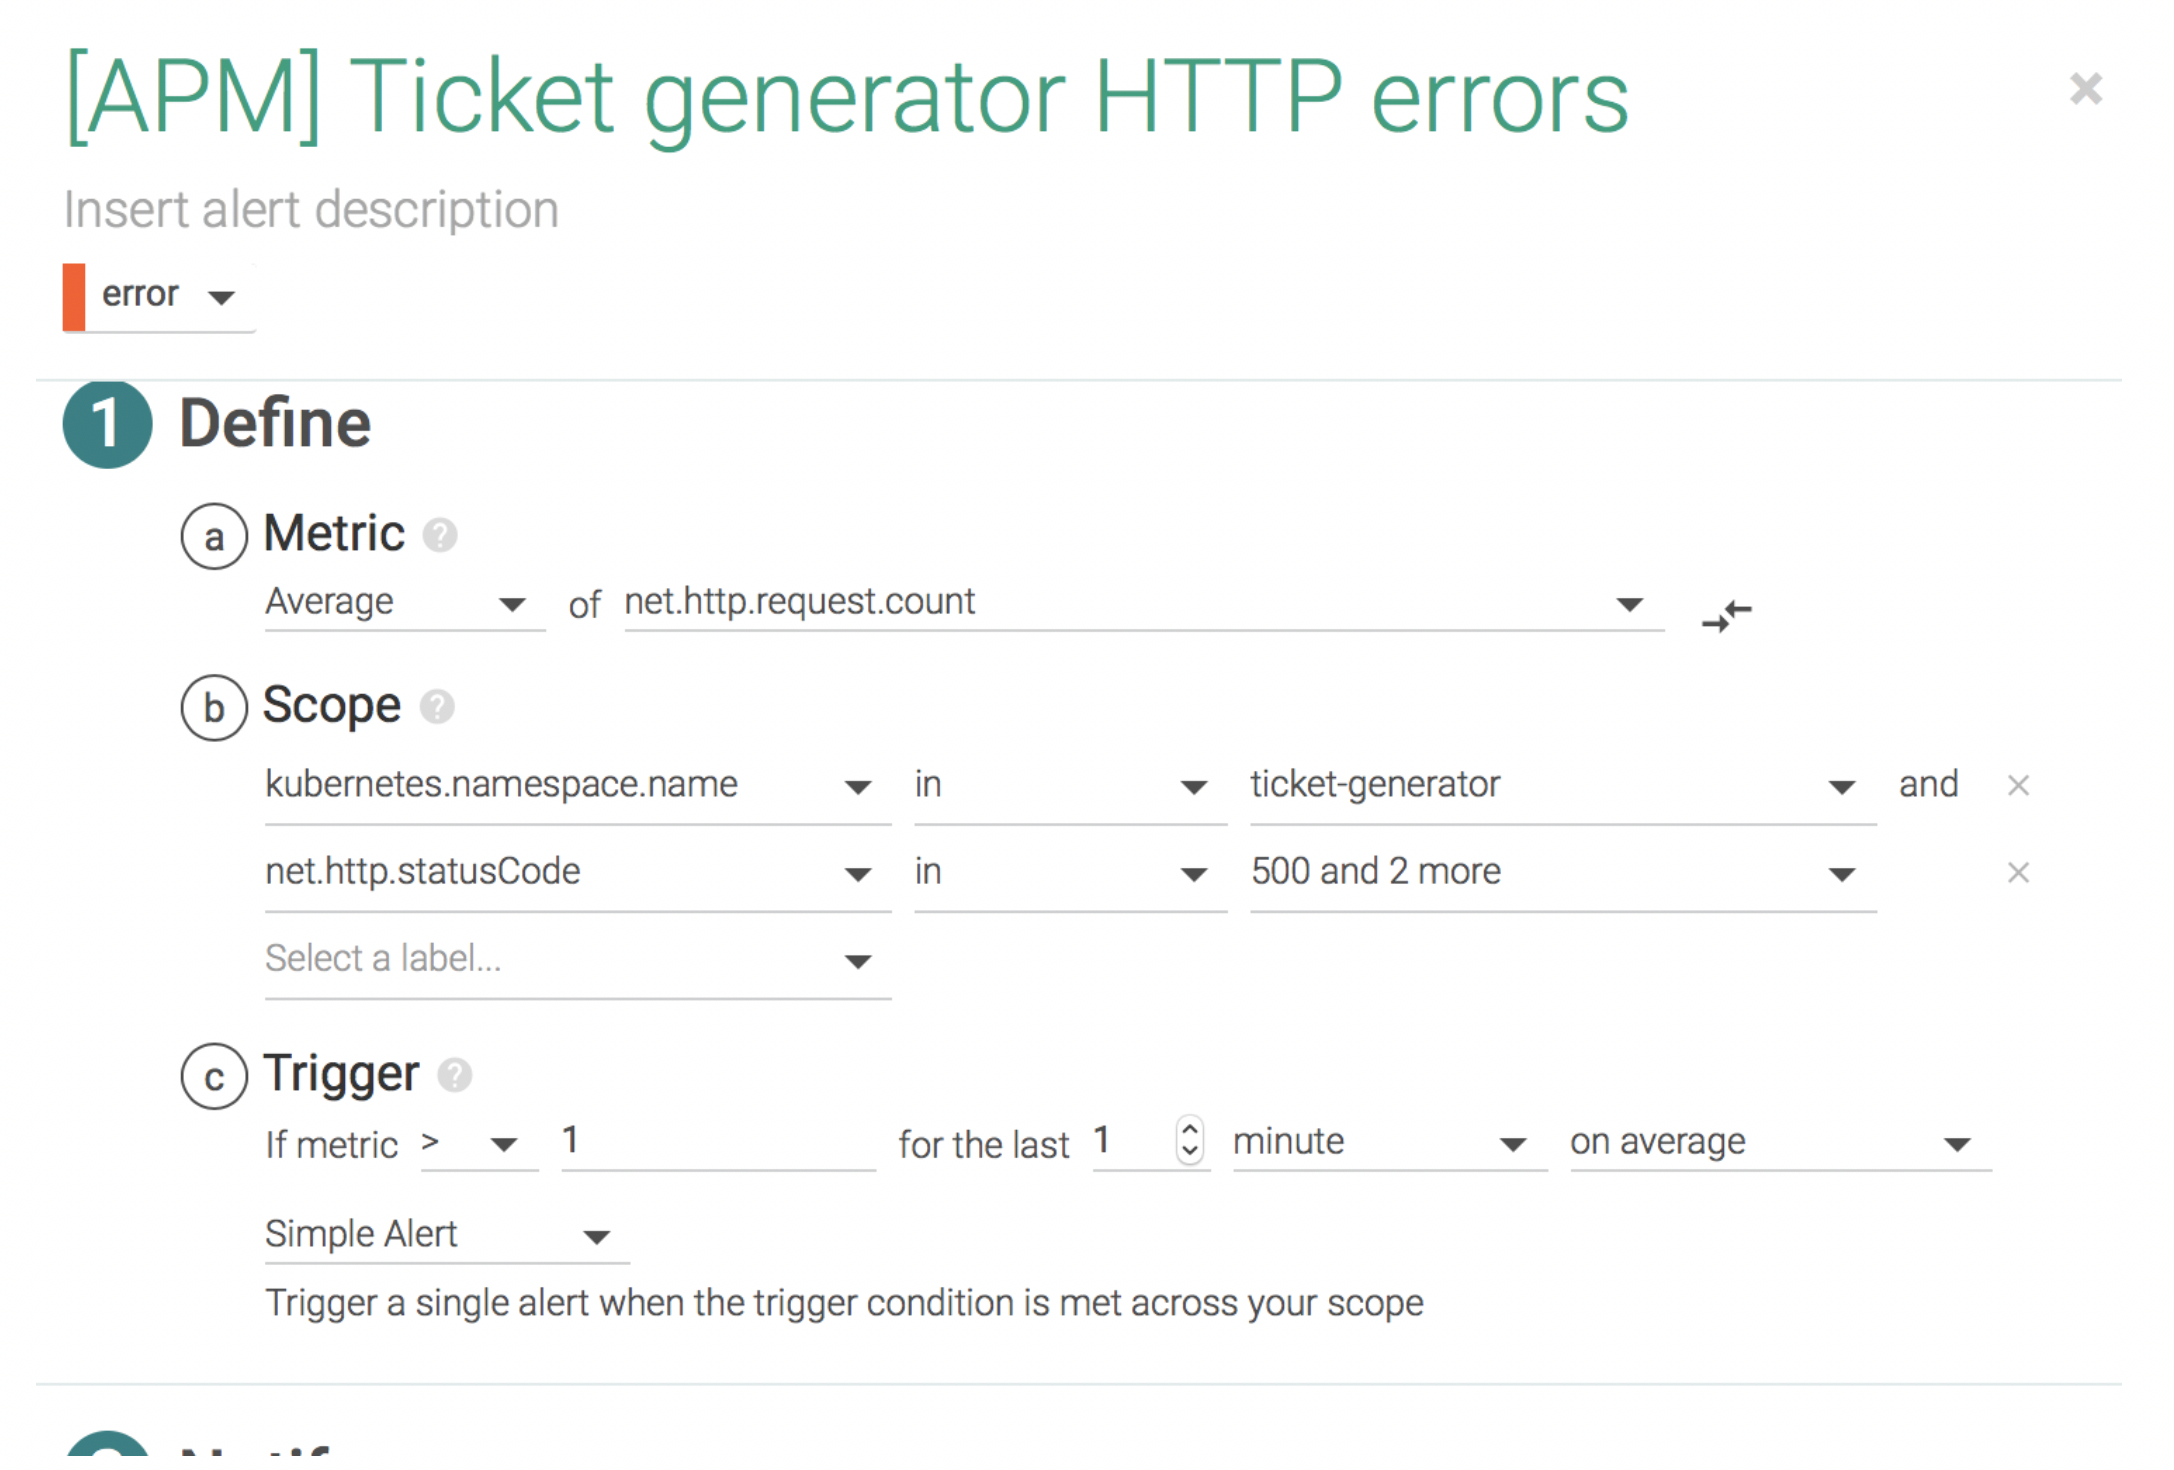 [APM] Ticket generator HTTP errors
Insert alert description
error
1 Define
a Metric ?
Average of net.http.request.count
b Scope ?
kubernetes.namespace.name in ticket-generator and
net.http.statusCode in 500 and 2 more
Select a label...
c Trigger ?
If metric > 1 for the last 1 minute on average
Simple Alert
Trigger a single alert when the trigger condition is met across your scope